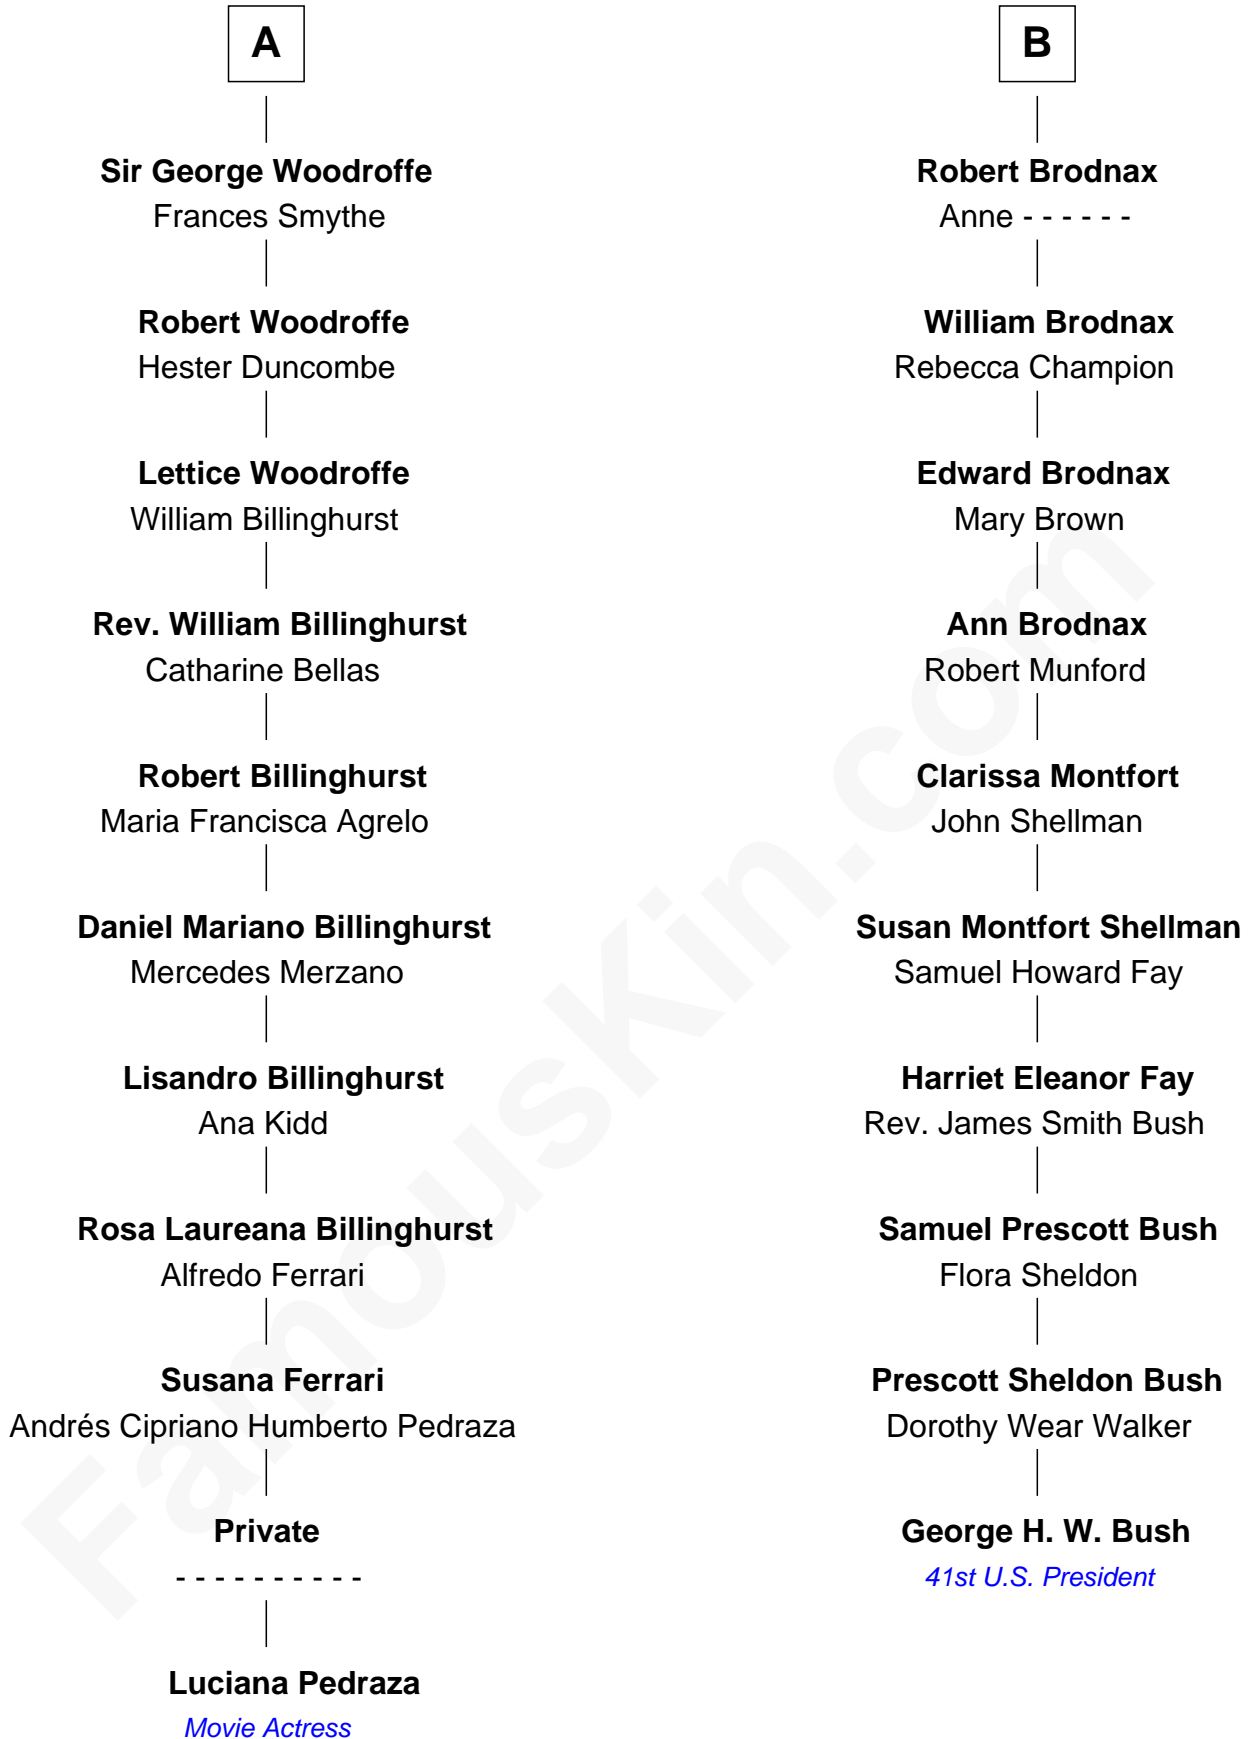 A
Sir George Woodroffe
Frances Smythe
Robert Woodroffe
Hester Duncombe
Lettice Woodroffe
William Billinghurst
Rev. William Billinghurst
Catharine Bellas
Robert Billinghurst
Maria Francisca Agrelo
Daniel Mariano Billinghurst
Mercedes Merzano
Lisandro Billinghurst
Ana Kidd
Rosa Laureana Billinghurst
Alfredo Ferrari
Susana Ferrari
Andrés Cipriano Humberto Pedraza
Private
- - - - - - - - - -
Luciana Pedraza
Movie Actress
B
Robert Brodnax
Anne - - - - - -
William Brodnax
Rebecca Champion
Edward Brodnax
Mary Brown
Ann Brodnax
Robert Munford
Clarissa Montfort
John Shellman
Susan Montfort Shellman
Samuel Howard Fay
Harriet Eleanor Fay
Rev. James Smith Bush
Samuel Prescott Bush
Flora Sheldon
Prescott Sheldon Bush
Dorothy Wear Walker
George H. W. Bush
41st U.S. President
FamousKin.com